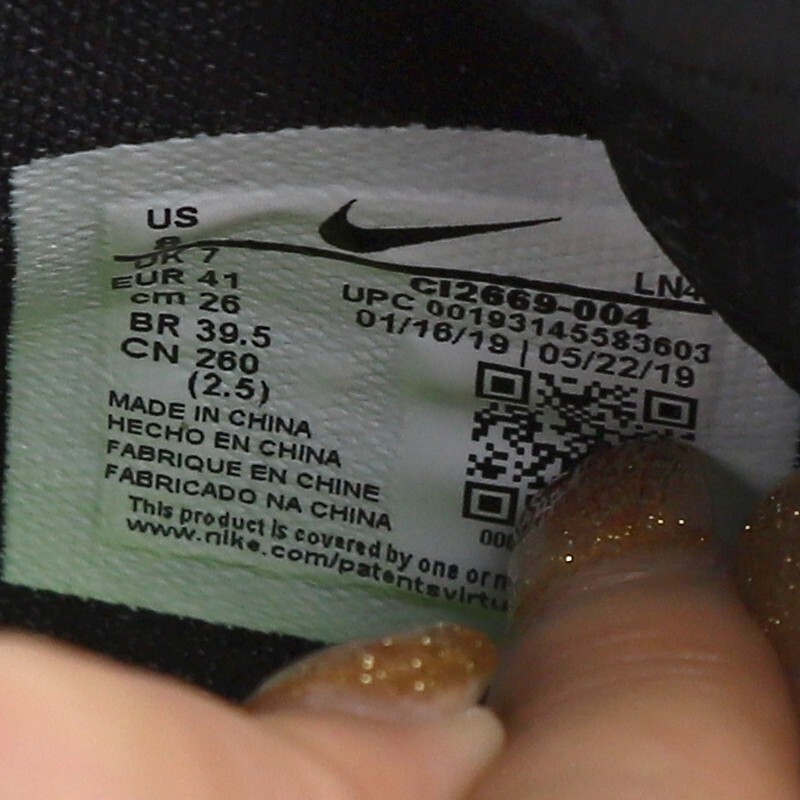 US
8
UK 7
EUR 41
cm 26
BR 39.5
CN 260
(2.5)
LN4
CI2669-004
UPC 00193145583603
01/16/19 | 05/22/19
MADE IN CHINA
HECHO EN CHINA
FABRIQUE EN CHINE
FABRICADO NA CHINA
This product is covered by one or
www.nike.com/patentsvirtu
000